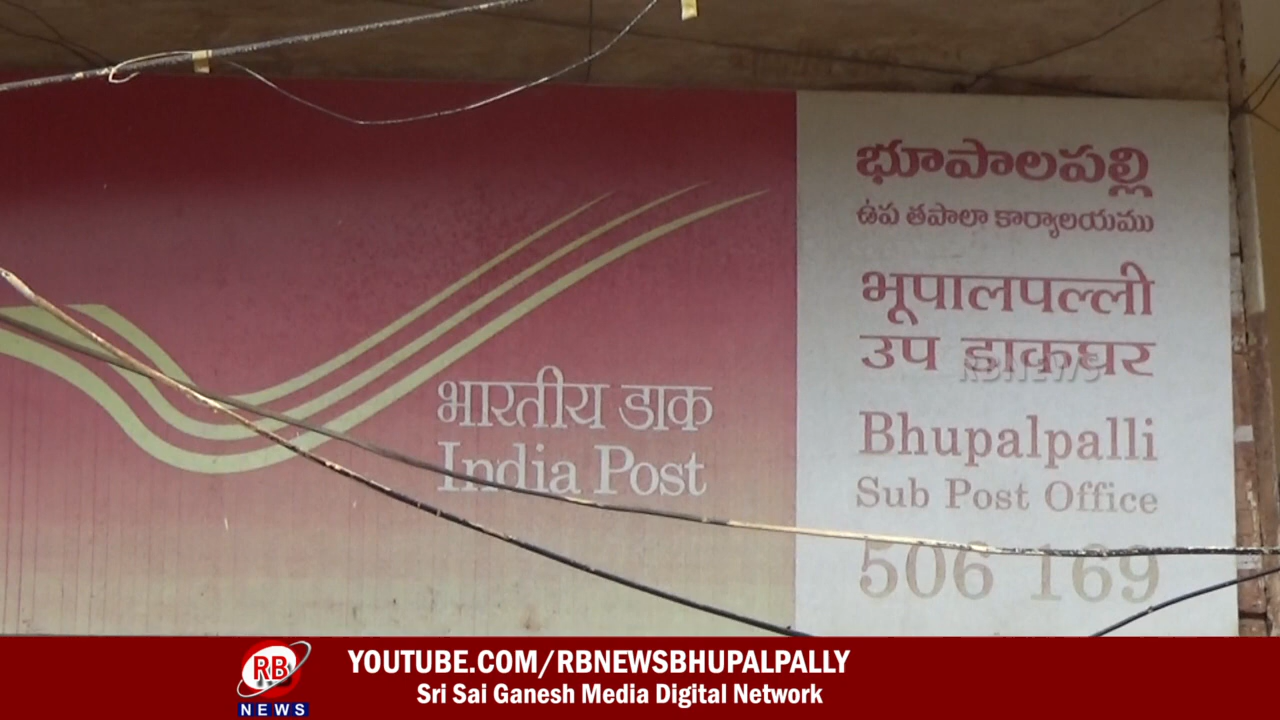 भारतीय डाक
India Post
భూపాలపల్లి
ఉప తపాలా కార్యాలయము
भूपालपल्ली
उप डाकघर
RBNEWS
Bhupalpalli
Sub Post Office
506 169
RB
NEWS
YOUTUBE.COM/RBNEWSBHUPALPALLY
Sri Sai Ganesh Media Digital Network